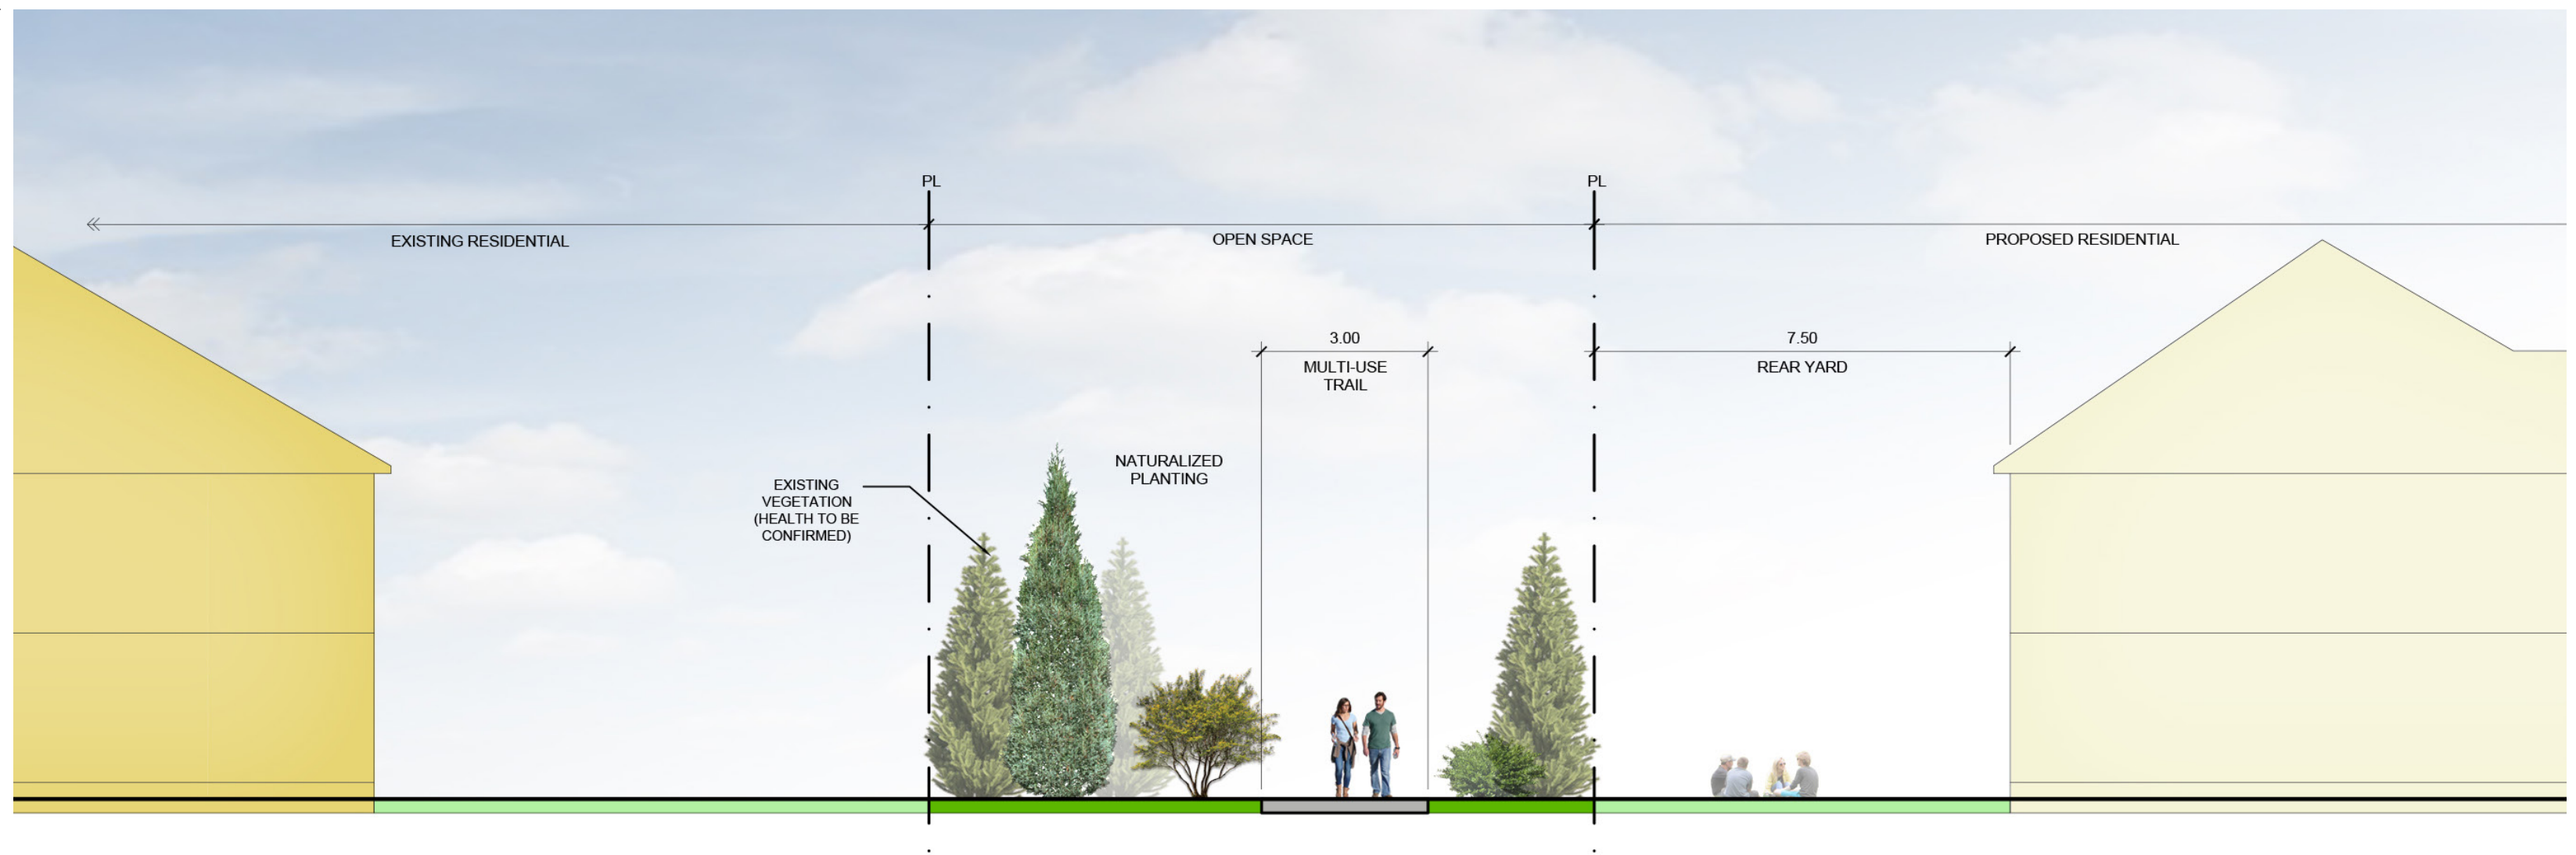 PL
PL
EXISTING RESIDENTIAL
OPEN SPACE
PROPOSED RESIDENTIAL
3.00
MULTI-USE
TRAIL
7.50
REAR YARD
NATURALIZED
PLANTING
EXISTING
VEGETATION
(HEALTH TO BE
CONFIRMED)